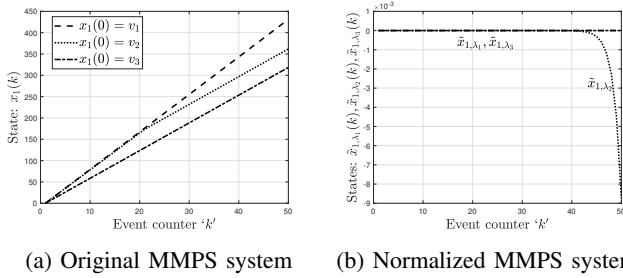 State: x₁(k)
450
400
350
300
250
200
150
100
50
0
x₁(0) = v₁
x₁(0) = v₂
x₁(0) = v₃
0 10 20 30 40 50
Event counter ‘k’
(a) Original MMPS system
States: x̃₁,λ₁(k), x̃₁,λ₂(k), x̃₁,λ₃(k)
×10⁻³
1
0
-1
-2
-3
-4
-5
-6
-7
-8
-9
x̃₁,λ₁, x̃₁,λ₃
x̃₁,λ₂
0 10 20 30 40 50
Event counter ‘k’
(b) Normalized MMPS system